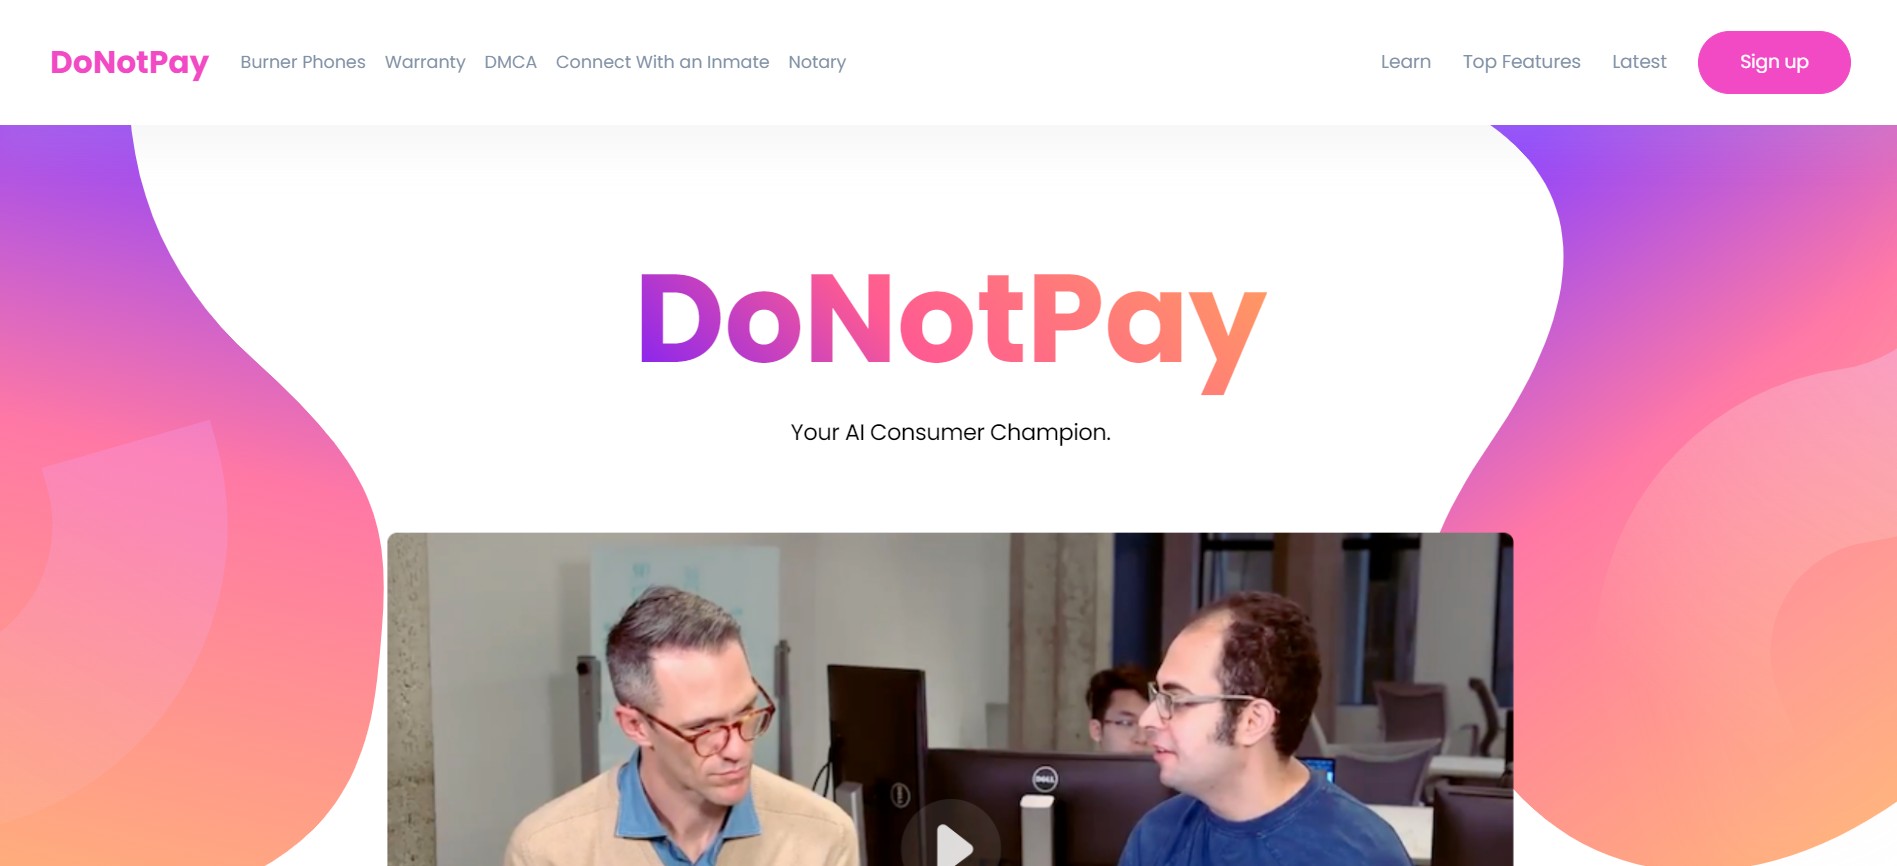 DoNotPay Burner Phones Warranty DMCA Connect With an Inmate Notary Learn Top Features Latest Sign up
DoNotPay
Your AI Consumer Champion.
DELL